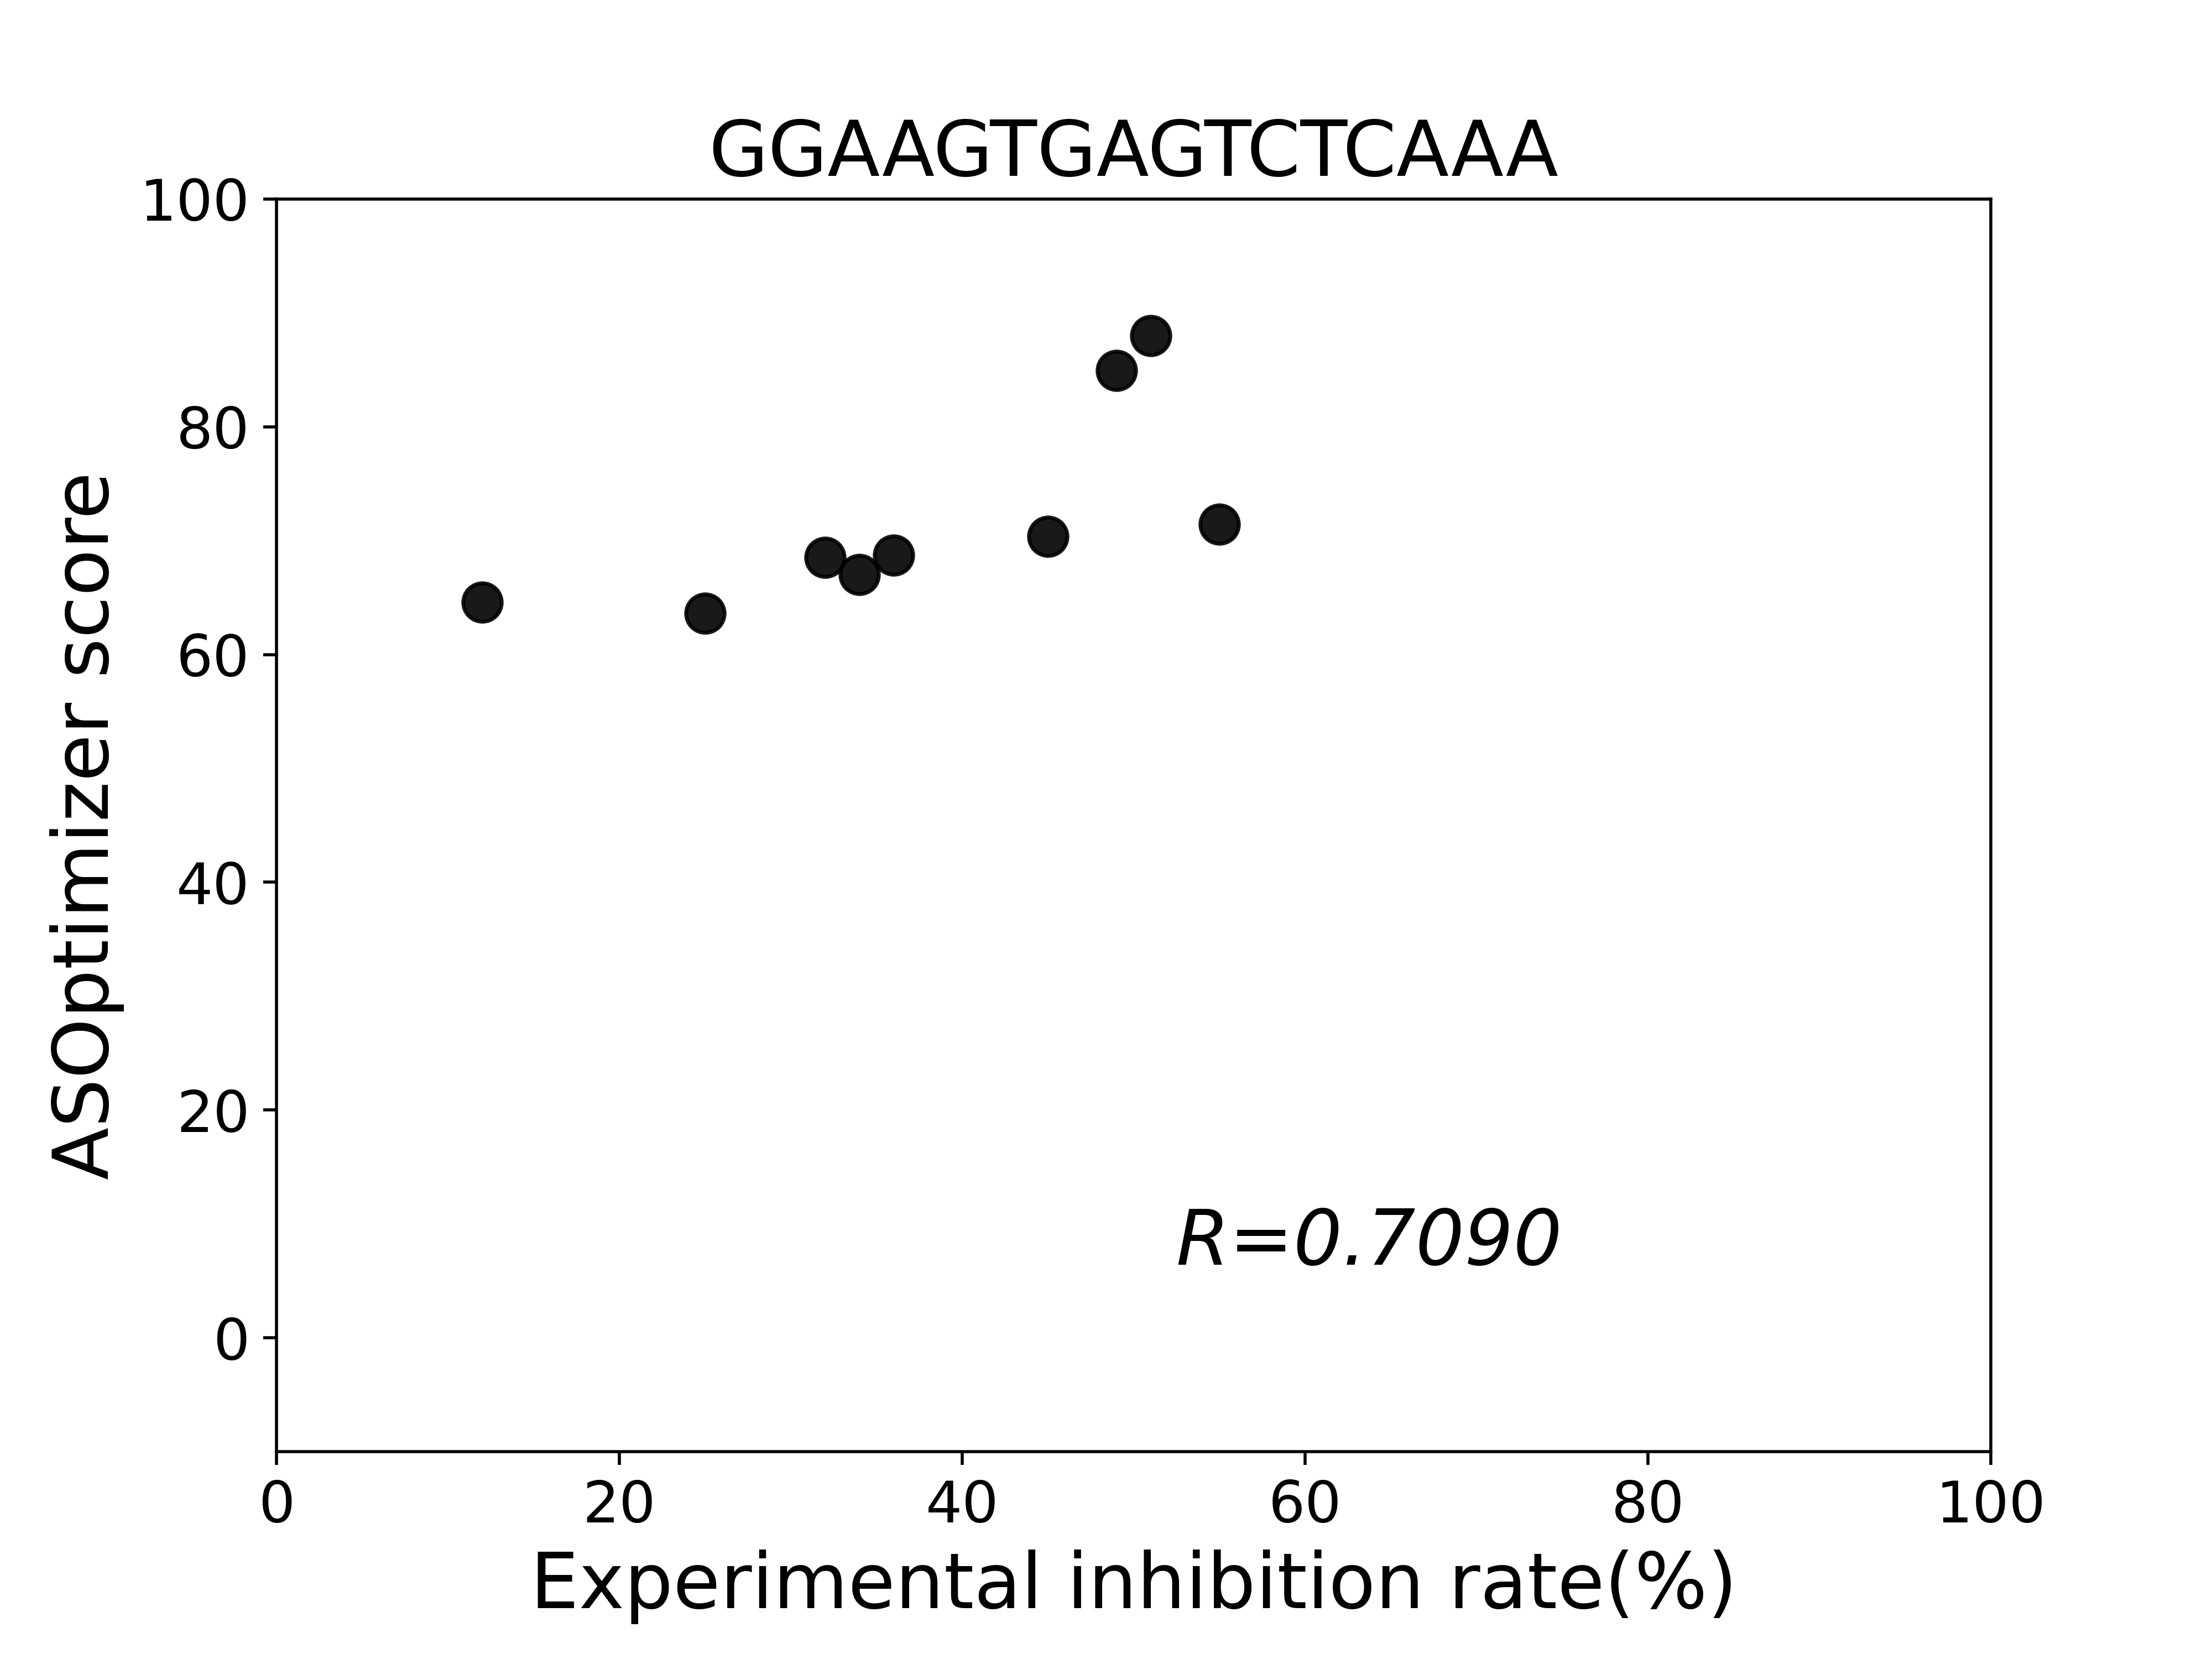 GGAAGTGAGTCTCAAA
100
80
60
40
20
0
ASOptimizer score
R=0.7090
0 20 40 60 80 100
Experimental inhibition rate(%)